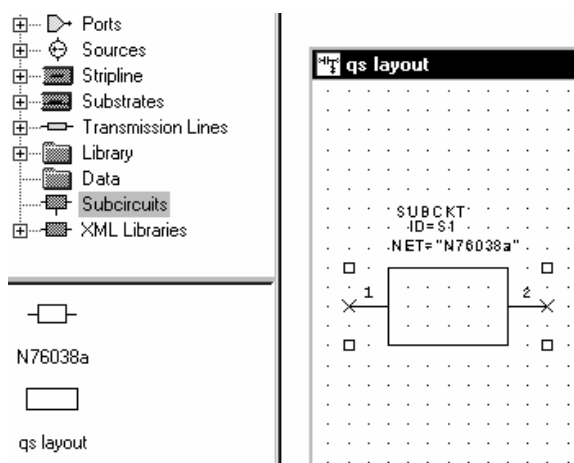 Ports
Sources
Stripline
Substrates
Transmission Lines
Library
Data
Subcircuits
XML Libraries
N76038a
qs layout
qs layout
SUBCKT
ID=S1
NET="N76038a"
1
2